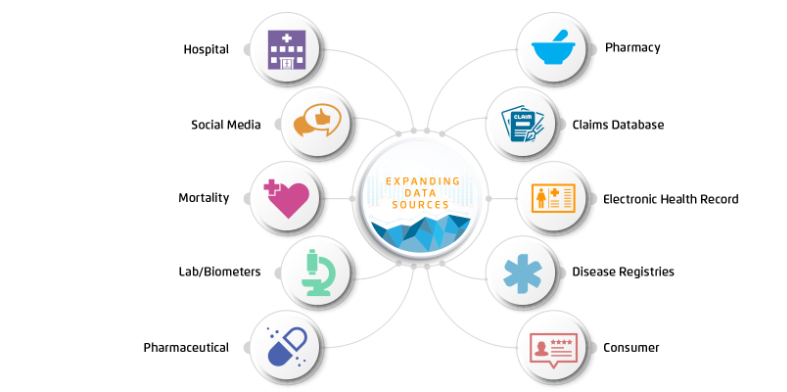 Hospital
Pharmacy
Social Media
CLAIM
Claims Database
EXPANDING
DATA
SOURCES
Mortality
Electronic Health Record
Lab/Biometers
Disease Registries
Pharmaceutical
Consumer